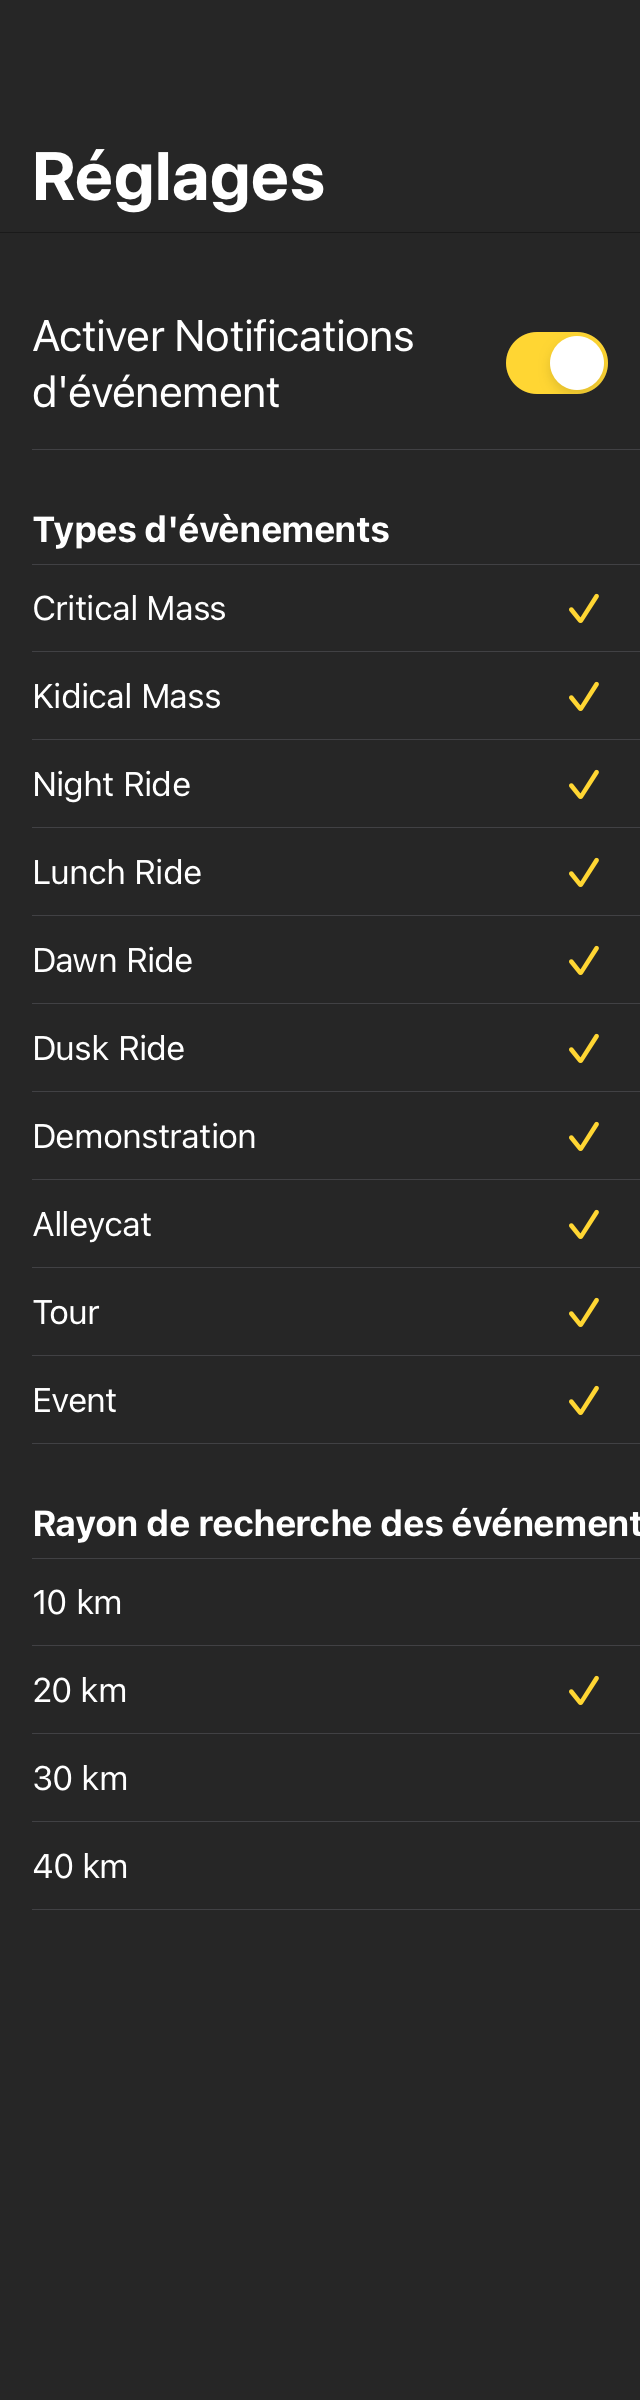 Réglages
Activer Notifications
d'événement
Types d'évènements
Critical Mass
Kidical Mass
Night Ride
Lunch Ride
Dawn Ride
Dusk Ride
Demonstration
Alleycat
Tour
Event
Rayon de recherche des événement
10 km
20 km
30 km
40 km